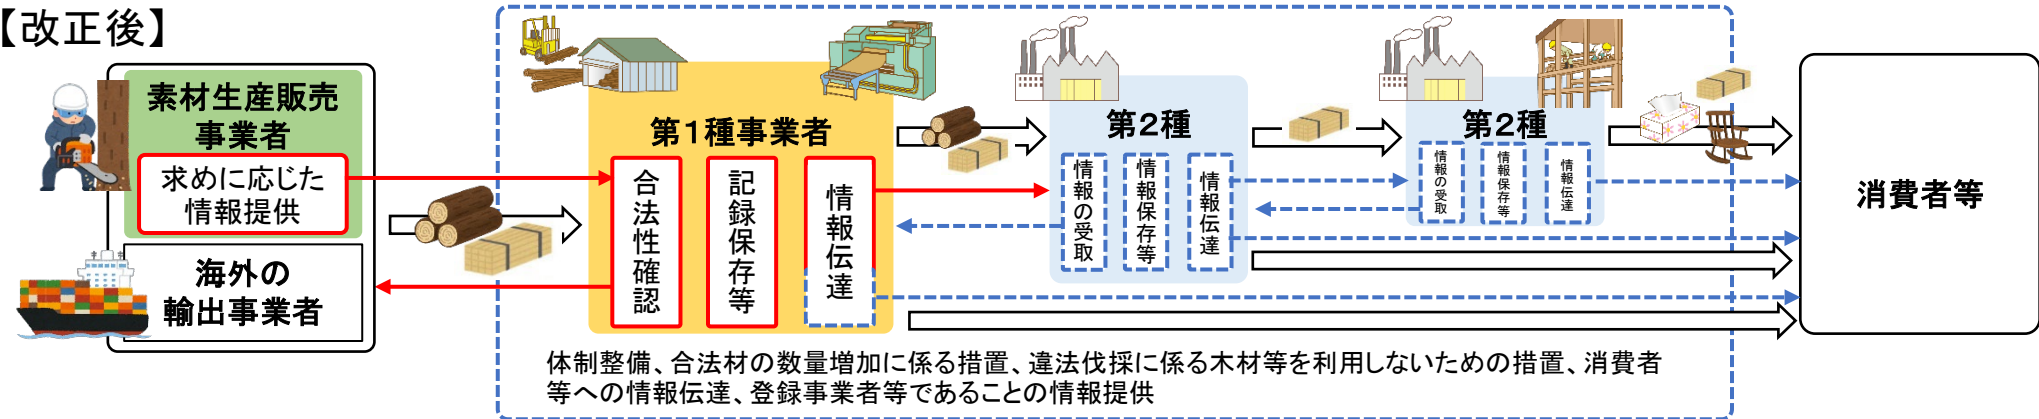 【改正後】
素材生産販売
事業者
求めに応じた
情報提供
海外の
輸出事業者
第1種事業者
合法性確認
記録保存等
情報伝達
第2種
情報の受取
情報保存等
情報伝達
第2種
情報の受取
情報保存等
情報伝達
消費者等
体制整備、合法材の数量増加に係る措置、違法伐採に係る木材等を利用しないための措置、消費者
等への情報伝達、登録事業者等であることの情報提供